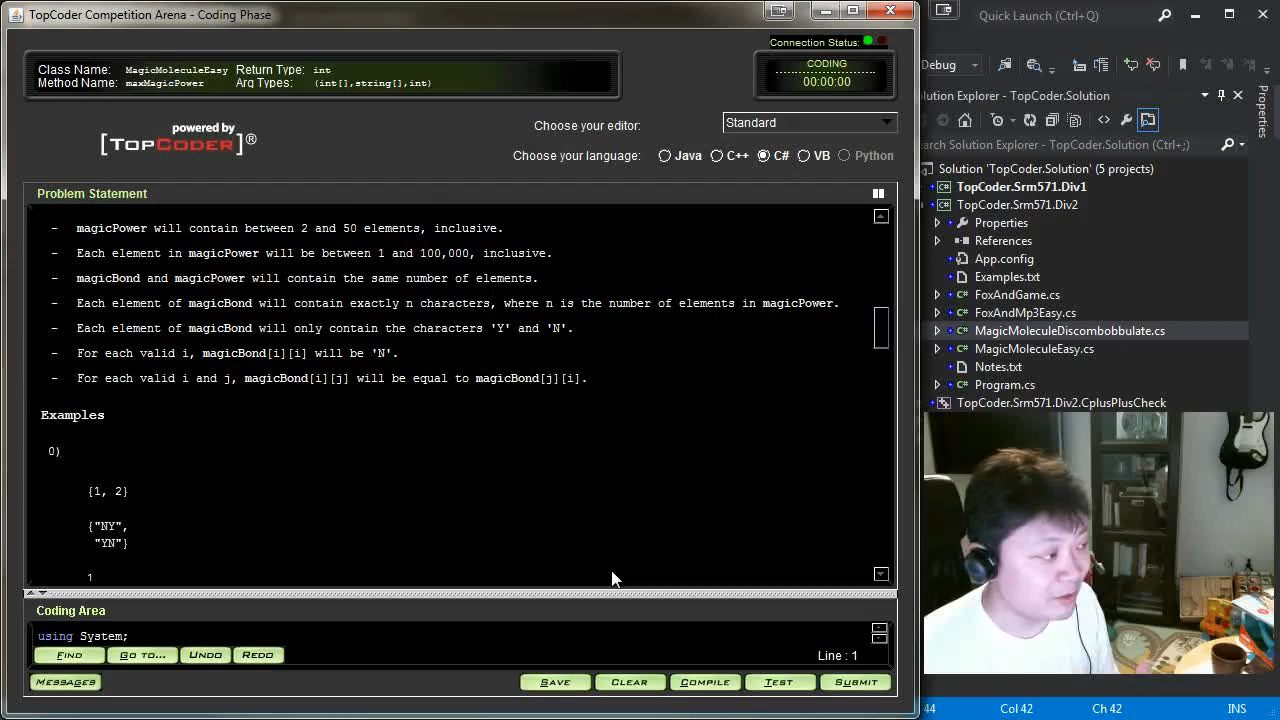 TopCoder Competition Arena - Coding Phase
Quick Launch (Ctrl+Q)
Connection Status:
Class Name: MagicMoleculeEasy Return Type: int
Method Name: maxMagicPower Arg Types: (int[],string[],int)
CODING
00:00:00
Debug
olution Explorer - TopCoder.Solution
Properties
powered by
[TOPCODER]®
Choose your editor: Standard
Choose your language: Java C++ C# VB Python
earch Solution Explorer - TopCoder.Solution (Ctrl+;)
Solution 'TopCoder.Solution' (5 projects)
TopCoder.Srm571.Div1
TopCoder.Srm571.Div2
Properties
References
App.config
Examples.txt
FoxAndGame.cs
FoxAndMp3Easy.cs
MagicMoleculeDiscombobbulate.cs
MagicMoleculeEasy.cs
Notes.txt
Program.cs
TopCoder.Srm571.Div2.CplusPlusCheck
Problem Statement
- magicPower will contain between 2 and 50 elements, inclusive.
- Each element in magicPower will be between 1 and 100,000, inclusive.
- magicBond and magicPower will contain the same number of elements.
- Each element of magicBond will contain exactly n characters, where n is the number of elements in magicPower.
- Each element of magicBond will only contain the characters 'Y' and 'N'.
- For each valid i, magicBond[i][i] will be 'N'.
- For each valid i and j, magicBond[i][j] will be equal to magicBond[j][i].
Examples
0)
{1, 2}
{"NY",
"YN"}
1
Coding Area
using System;
FIND GO TO... UNDO REDO
Line : 1
MESSAGES SAVE CLEAR COMPILE TEST SUBMIT
44 Col 42 Ch 42 INS